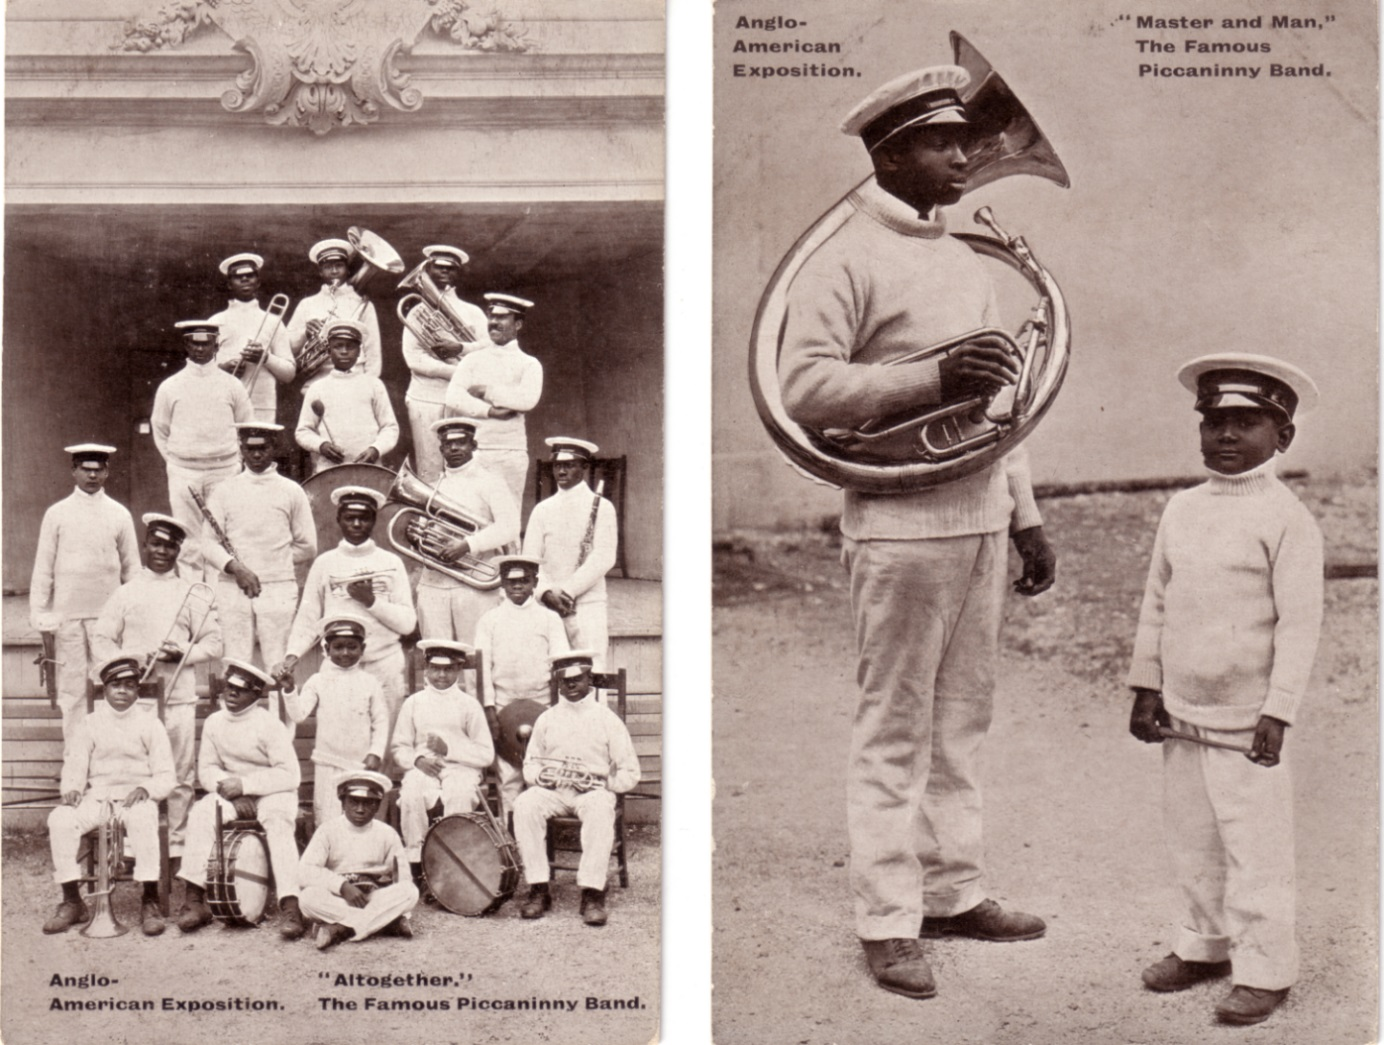 Anglo-
American Exposition.
"Altogether."
The Famous Piccaninny Band.
Anglo-
American
Exposition.
"Master and Man,"
The Famous
Piccaninny Band.